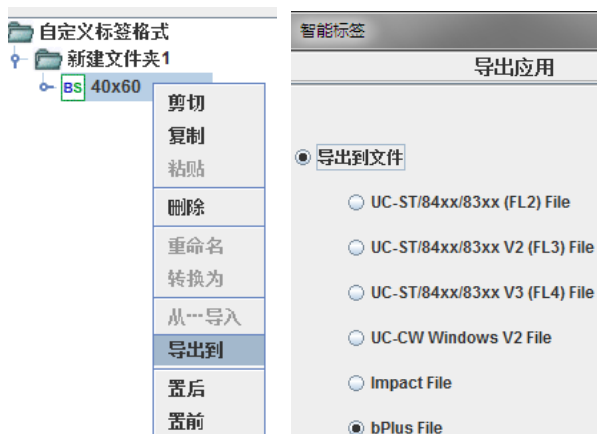 自定义标签格式
新建文件夹1
BS 40x60
剪切
复制
粘贴
删除
重命名
转换为
从…导入
导出到
置后
置前
智能标签
导出应用
导出到文件
UC-ST/84xx/83xx (FL2) File
UC-ST/84xx/83xx V2 (FL3) File
UC-ST/84xx/83xx V3 (FL4) File
UC-CW Windows V2 File
Impact File
bPlus File